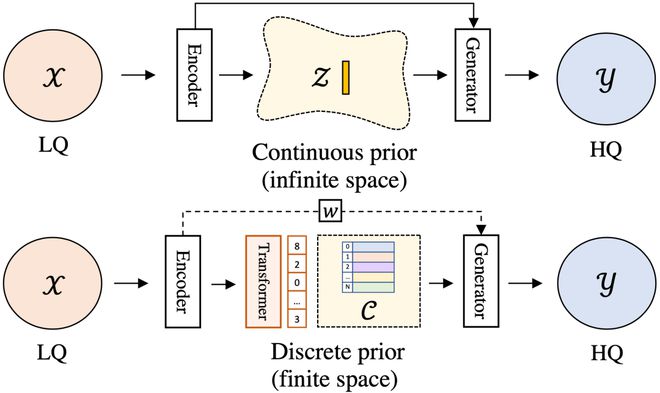 𝒳
Encoder
𝒵
Generator
𝒴
LQ
Continuous prior
(infinite space)
HQ
w
𝒳
Encoder
Transformer
8
2
0
...
3
0
1
2
...
N
𝒞
Generator
𝒴
LQ
Discrete prior
(finite space)
HQ